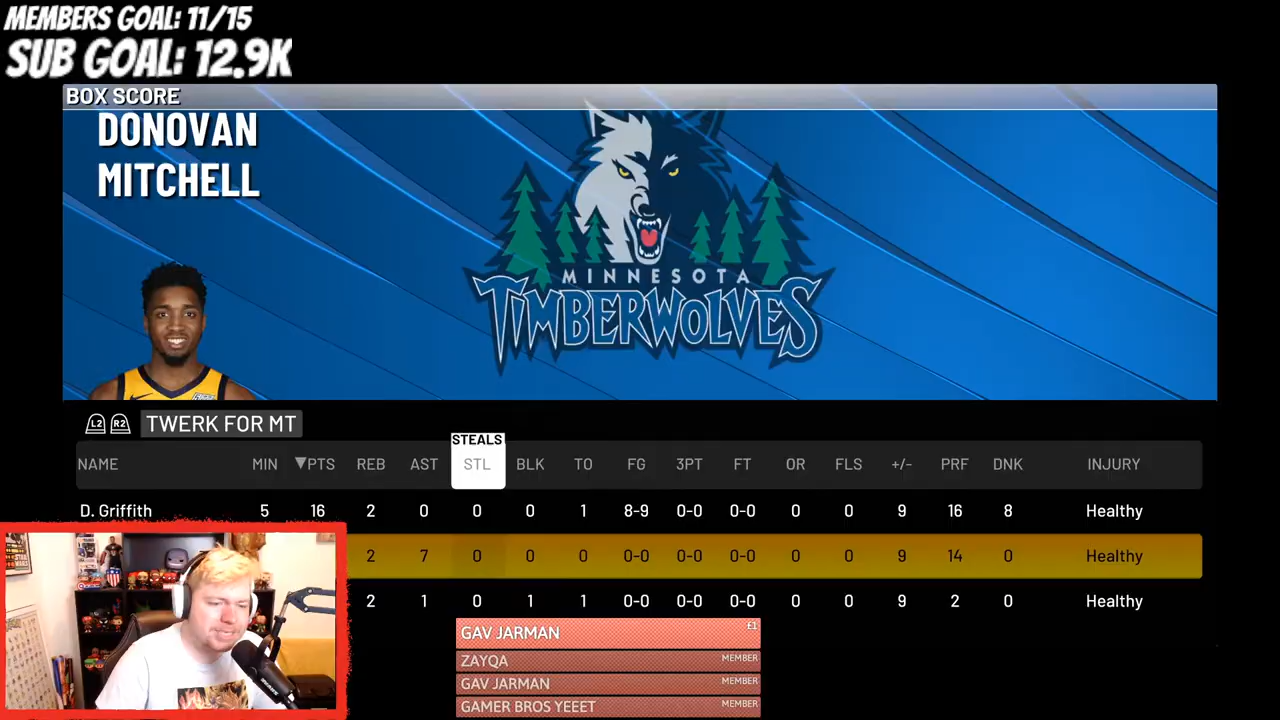 MEMBERS GOAL: 11/15
SUB GOAL: 12.9K
BOX SCORE
DONOVAN
MITCHELL
MINNESOTA
TIMBERWOLVES
L2 R2 TWERK FOR MT
STEALS
NAME MIN ▼PTS REB AST STL BLK TO FG 3PT FT OR FLS +/- PRF DNK INJURY
D. Griffith 5 16 2 0 0 0 1 8-9 0-0 0-0 0 0 9 16 8 Healthy
2 7 0 0 0 0-0 0-0 0-0 0 0 9 14 0 Healthy
2 1 0 1 1 0-0 0-0 0-0 0 0 9 2 0 Healthy
GAV JARMAN £1
ZAYQA MEMBER
GAV JARMAN MEMBER
GAMER BROS YEEET MEMBER